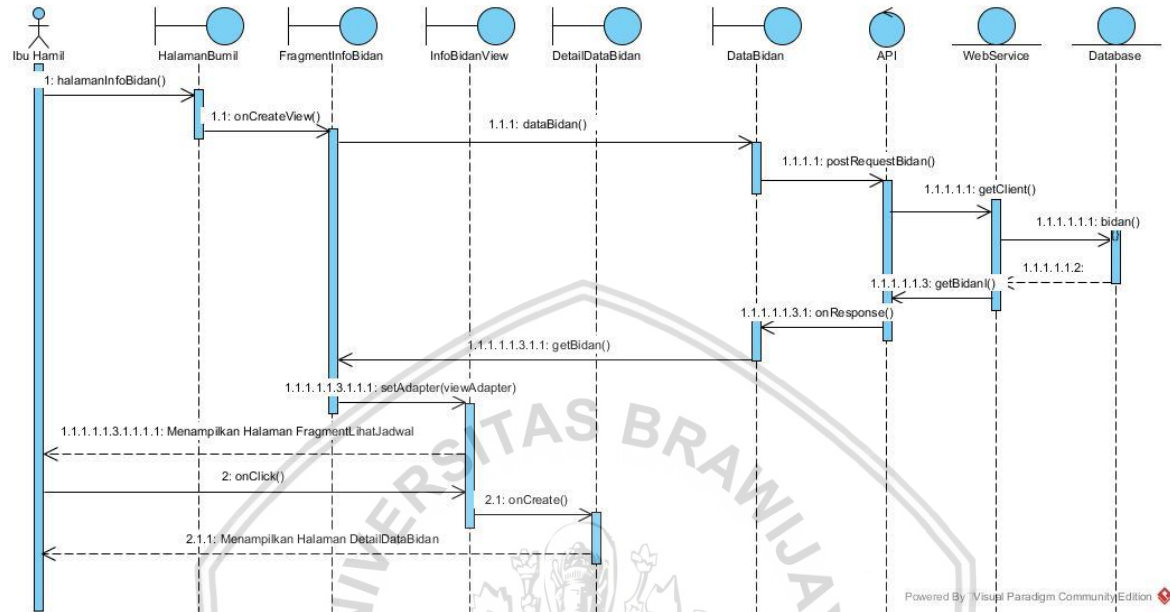 Ibu Hamil
HalamanBumil
FragmentInfoBidan
InfoBidanView
DetailDataBidan
DataBidan
API
WebService
Database
1: halamanInfoBidan()
1.1: onCreateView()
1.1.1: dataBidan()
1.1.1.1: postRequestBidan()
1.1.1.1.1: getClient()
1.1.1.1.1.1: bidan()
()
1.1.1.1.1.2:
1.1.1.1.1.3: getBidanI()
1.1.1.1.1.3.1: onResponse()
1.1.1.1.1.3.1.1: getBidan()
1.1.1.1.1.3.1.1.1: setAdapter(viewAdapter)
1.1.1.1.1.3.1.1.1.1: Menampilkan Halaman FragmentLihatJadwal
2: onClick()
2.1: onCreate()
2.1.1: Menampilkan Halaman DetailDataBidan
UNIVERSITAS BRAWIJAYA
Powered By Visual Paradigm Community Edition